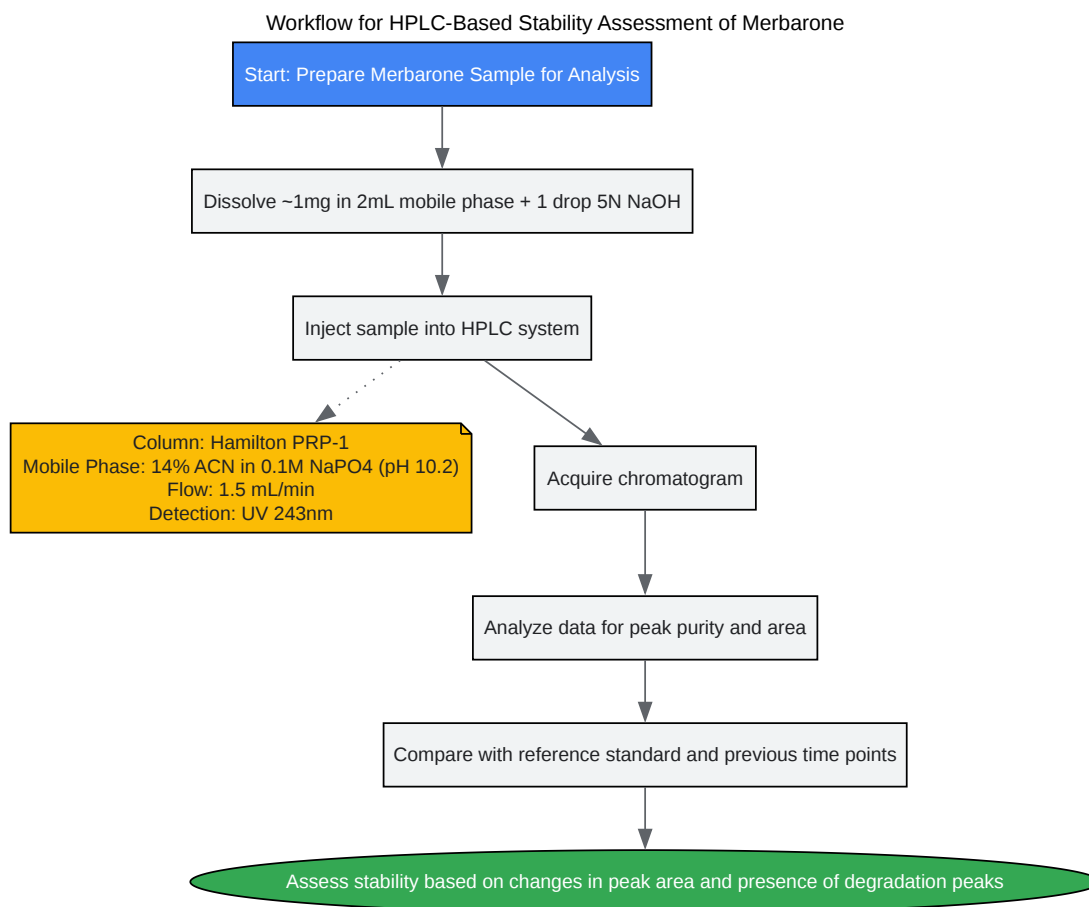 Workflow for HPLC-Based Stability Assessment of Merbarone
Start: Prepare Merbarone Sample for Analysis
Dissolve ~1mg in 2mL mobile phase + 1 drop 5N NaOH
Inject sample into HPLC system
Column: Hamilton PRP-1
Mobile Phase: 14% ACN in 0.1M NaPO4 (pH 10.2)
Flow: 1.5 mL/min
Detection: UV 243nm
Acquire chromatogram
Analyze data for peak purity and area
Compare with reference standard and previous time points
Assess stability based on changes in peak area and presence of degradation peaks